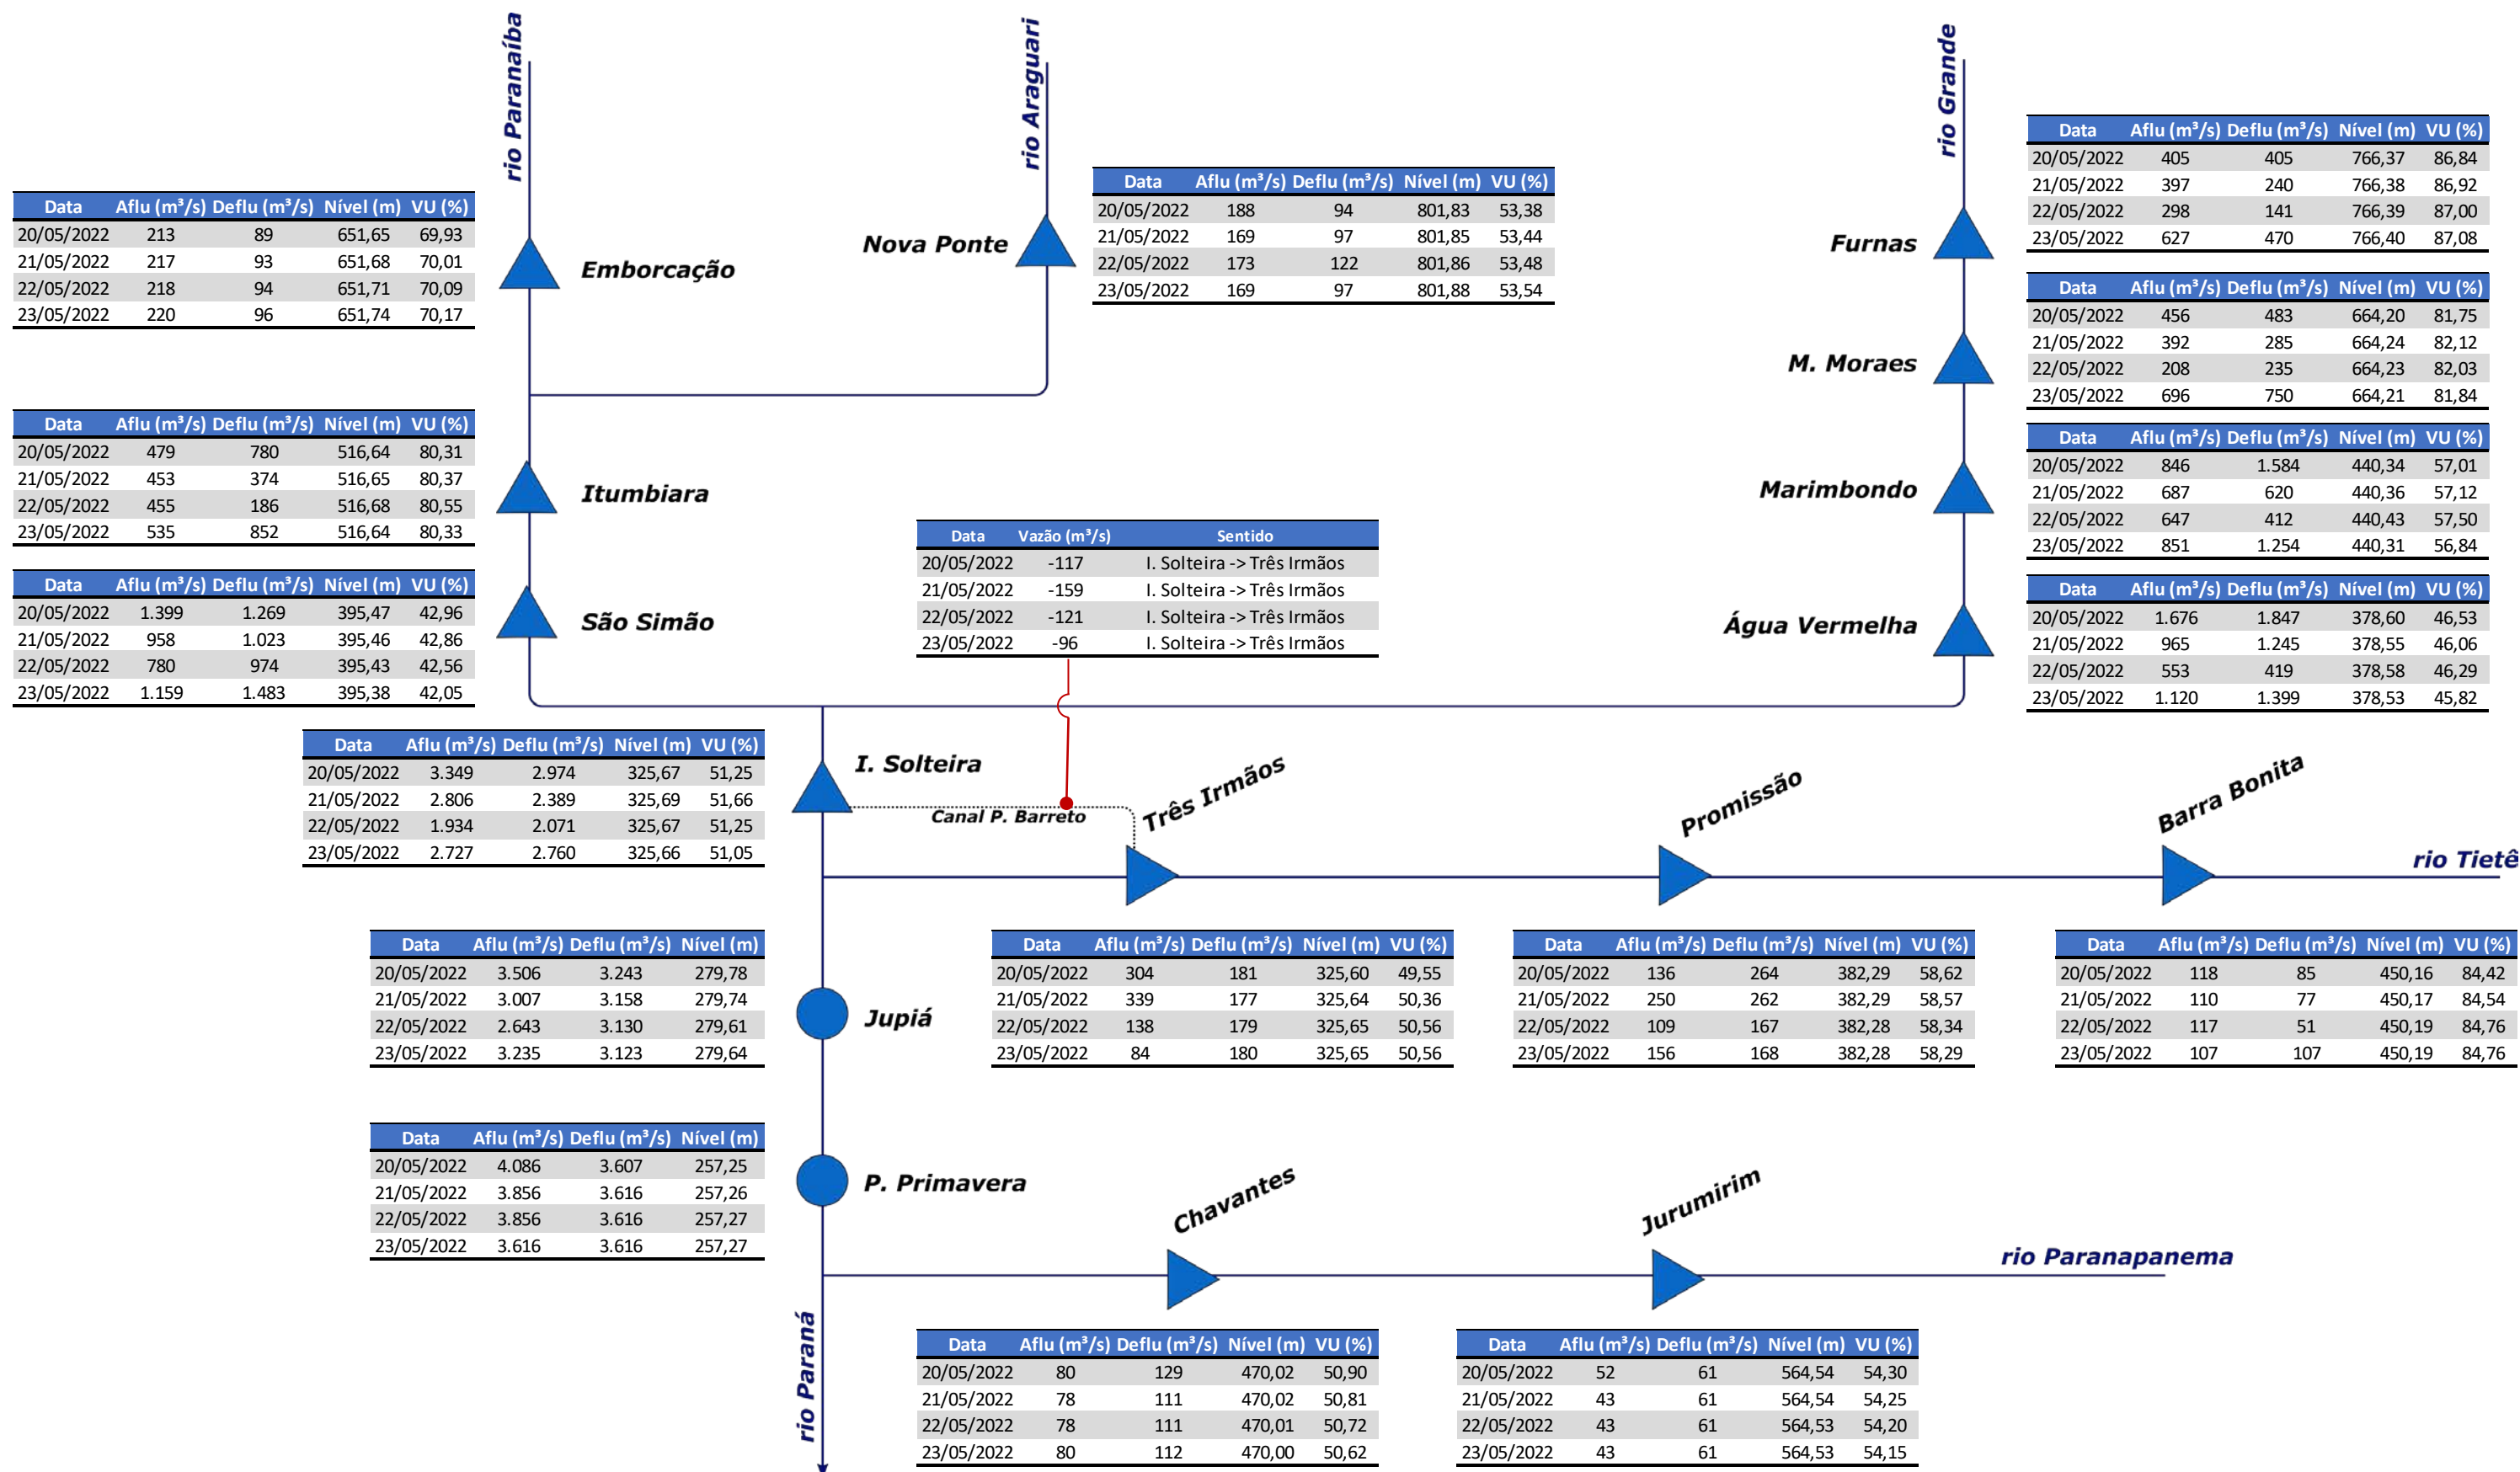 rio Paranaíba
rio Araguari
rio Grande
Data Aflu (m³/s) Deflu (m³/s) Nível (m) VU (%)
20/05/2022 405 405 766,37 86,84
21/05/2022 397 240 766,38 86,92
22/05/2022 298 141 766,39 87,00
23/05/2022 627 470 766,40 87,08
Furnas
Data Aflu (m³/s) Deflu (m³/s) Nível (m) VU (%)
20/05/2022 188 94 801,83 53,38
21/05/2022 169 97 801,85 53,44
22/05/2022 173 122 801,86 53,48
23/05/2022 169 97 801,88 53,54
Nova Ponte
Data Aflu (m³/s) Deflu (m³/s) Nível (m) VU (%)
20/05/2022 213 89 651,65 69,93
21/05/2022 217 93 651,68 70,01
22/05/2022 218 94 651,71 70,09
23/05/2022 220 96 651,74 70,17
Emborcação
Data Aflu (m³/s) Deflu (m³/s) Nível (m) VU (%)
20/05/2022 456 483 664,20 81,75
21/05/2022 392 285 664,24 82,12
22/05/2022 208 235 664,23 82,03
23/05/2022 696 750 664,21 81,84
M. Moraes
Data Aflu (m³/s) Deflu (m³/s) Nível (m) VU (%)
20/05/2022 479 780 516,64 80,31
21/05/2022 453 374 516,65 80,37
22/05/2022 455 186 516,68 80,55
23/05/2022 535 852 516,64 80,33
Itumbiara
Data Aflu (m³/s) Deflu (m³/s) Nível (m) VU (%)
20/05/2022 846 1.584 440,34 57,01
21/05/2022 687 620 440,36 57,12
22/05/2022 647 412 440,43 57,50
23/05/2022 851 1.254 440,31 56,84
Marimbondo
Data Vazão (m³/s) Sentido
20/05/2022 -117 I. Solteira -> Três Irmãos
21/05/2022 -159 I. Solteira -> Três Irmãos
22/05/2022 -121 I. Solteira -> Três Irmãos
23/05/2022 -96 I. Solteira -> Três Irmãos
Data Aflu (m³/s) Deflu (m³/s) Nível (m) VU (%)
20/05/2022 1.399 1.269 395,47 42,96
21/05/2022 958 1.023 395,46 42,86
22/05/2022 780 974 395,43 42,56
23/05/2022 1.159 1.483 395,38 42,05
São Simão
Data Aflu (m³/s) Deflu (m³/s) Nível (m) VU (%)
20/05/2022 1.676 1.847 378,60 46,53
21/05/2022 965 1.245 378,55 46,06
22/05/2022 553 419 378,58 46,29
23/05/2022 1.120 1.399 378,53 45,82
Água Vermelha
Data Aflu (m³/s) Deflu (m³/s) Nível (m) VU (%)
20/05/2022 3.349 2.974 325,67 51,25
21/05/2022 2.806 2.389 325,69 51,66
22/05/2022 1.934 2.071 325,67 51,25
23/05/2022 2.727 2.760 325,66 51,05
I. Solteira
Canal P. Barreto
Três Irmãos
Promissão
Barra Bonita
rio Tietê
Data Aflu (m³/s) Deflu (m³/s) Nível (m)
20/05/2022 3.506 3.243 279,78
21/05/2022 3.007 3.158 279,74
22/05/2022 2.643 3.130 279,61
23/05/2022 3.235 3.123 279,64
Jupiá
Data Aflu (m³/s) Deflu (m³/s) Nível (m) VU (%)
20/05/2022 304 181 325,60 49,55
21/05/2022 339 177 325,64 50,36
22/05/2022 138 179 325,65 50,56
23/05/2022 84 180 325,65 50,56
Data Aflu (m³/s) Deflu (m³/s) Nível (m) VU (%)
20/05/2022 136 264 382,29 58,62
21/05/2022 250 262 382,29 58,57
22/05/2022 109 167 382,28 58,34
23/05/2022 156 168 382,28 58,29
Data Aflu (m³/s) Deflu (m³/s) Nível (m) VU (%)
20/05/2022 118 85 450,16 84,42
21/05/2022 110 77 450,17 84,54
22/05/2022 117 51 450,19 84,76
23/05/2022 107 107 450,19 84,76
Data Aflu (m³/s) Deflu (m³/s) Nível (m)
20/05/2022 4.086 3.607 257,25
21/05/2022 3.856 3.616 257,26
22/05/2022 3.856 3.616 257,27
23/05/2022 3.616 3.616 257,27
P. Primavera
Chavantes
Jurumirim
rio Paranapanema
rio Paraná
Data Aflu (m³/s) Deflu (m³/s) Nível (m) VU (%)
20/05/2022 80 129 470,02 50,90
21/05/2022 78 111 470,02 50,81
22/05/2022 78 111 470,01 50,72
23/05/2022 80 112 470,00 50,62
Data Aflu (m³/s) Deflu (m³/s) Nível (m) VU (%)
20/05/2022 52 61 564,54 54,30
21/05/2022 43 61 564,54 54,25
22/05/2022 43 61 564,53 54,20
23/05/2022 43 61 564,53 54,15